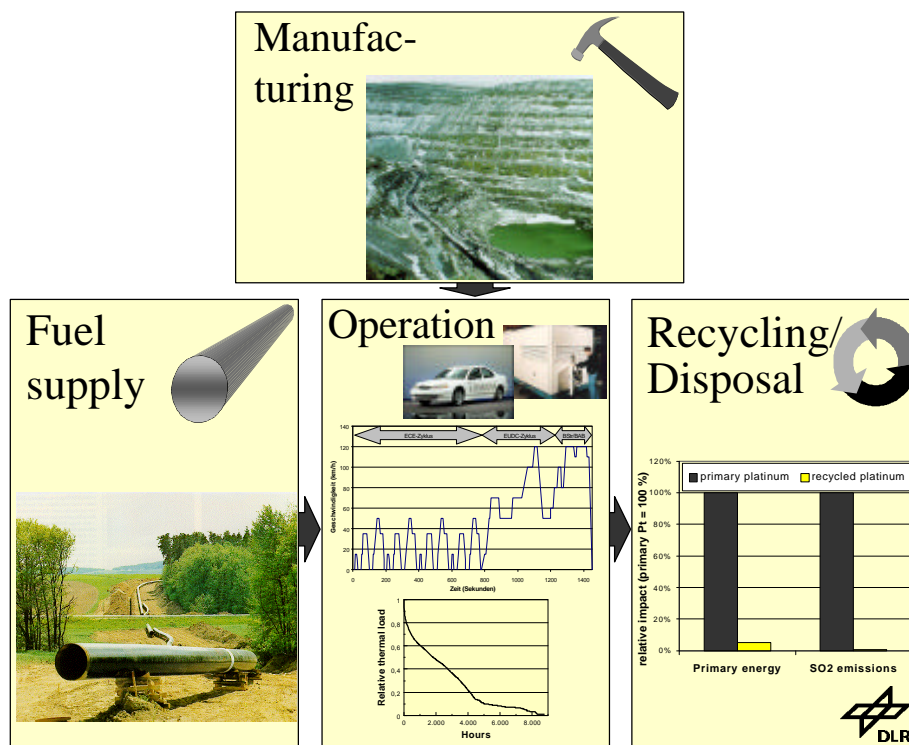 Manufac-
turing
Fuel
supply
Operation
ECE-Zyklus
EUDC-Zyklus
BStr/BAB
Geschwindigkeit (km/h)
140
120
100
80
60
40
20
0
0 200 400 600 800 1000 1200 1400
Zeit (Sekunden)
Relative thermal load
1
0,8
0,6
0,4
0,2
0
0 2.000 4.000 6.000 8.000
Hours
Recycling/
Disposal
relative impact (primary Pt = 100 %)
120%
primary platinum recycled platinum
100%
80%
60%
40%
20%
0%
Primary energy SO2 emissions
DLR